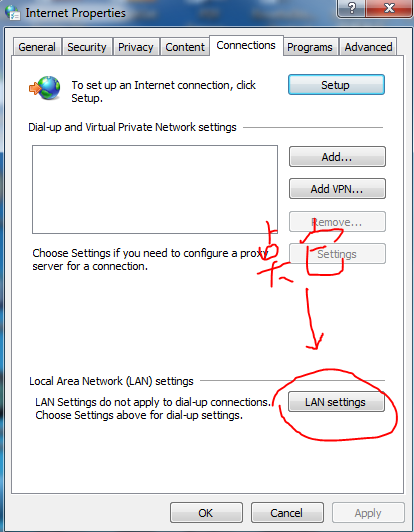 Internet Properties
General Security Privacy Content Connections Programs Advanced
To set up an Internet connection, click
Setup.
Setup
Dial-up and Virtual Private Network settings
Add...
Add VPN...
Remove...
Choose Settings if you need to configure a proxy
server for a connection.
Settings
Local Area Network (LAN) settings
LAN Settings do not apply to dial-up connections.
Choose Settings above for dial-up settings.
LAN settings
OK Cancel Apply